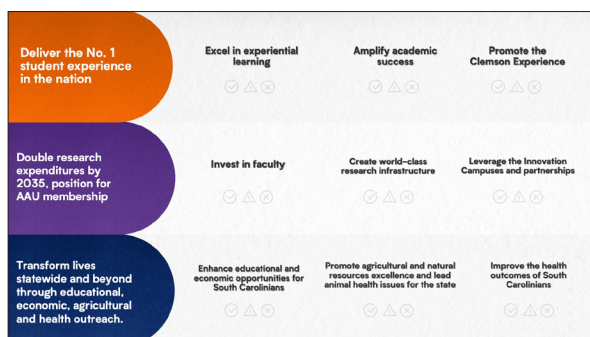 Deliver the No. 1
student experience
in the nation
Excel in experiential
learning
Amplify academic
success
Promote the
Clemson Experience
Double research
expenditures by
2035, position for
AAU membership
Invest in faculty
Create world-class
research infrastructure
Leverage the Innovation
Campuses and partnerships
Transform lives
statewide and beyond
through educational,
economic, agricultural
and health outreach.
Enhance educational and
economic opportunities for
South Carolinians
Promote agricultural and natural
resources excellence and lead
animal health issues for the state
Improve the health
outcomes of South
Carolinians